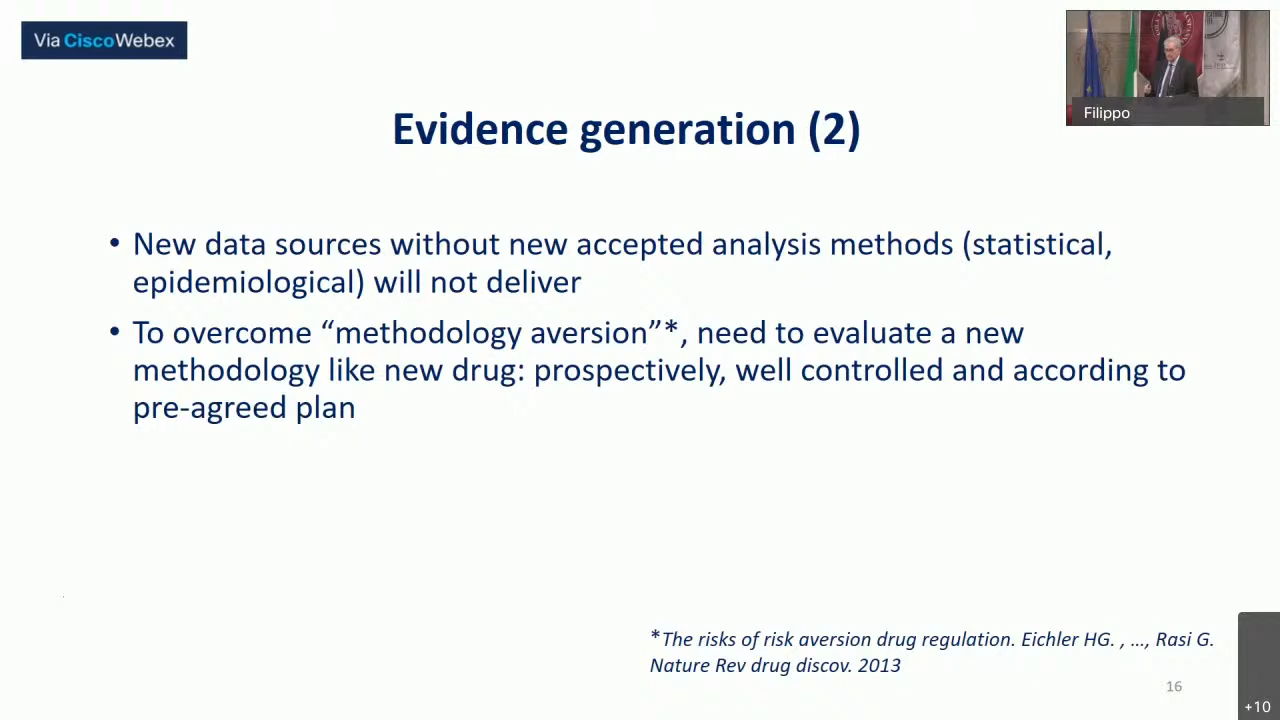 Via CiscoWebex
Filippo
Evidence generation (2)
• New data sources without new accepted analysis methods (statistical,
epidemiological) will not deliver
• To overcome “methodology aversion”*, need to evaluate a new
methodology like new drug: prospectively, well controlled and according to
pre-agreed plan
*The risks of risk aversion drug regulation. Eichler HG. , …, Rasi G.
Nature Rev drug discov. 2013
16
+10